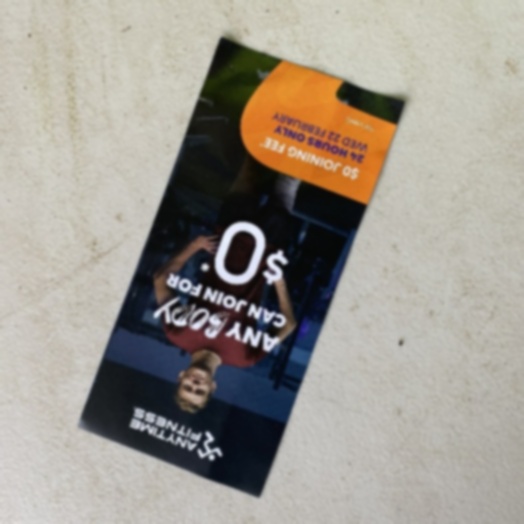 ANYTIME
FITNESS
ANY BODY
CAN JOIN FOR
$0*
$0 JOINING FEE*
24 HOURS ONLY
WED 22 FEBRUARY